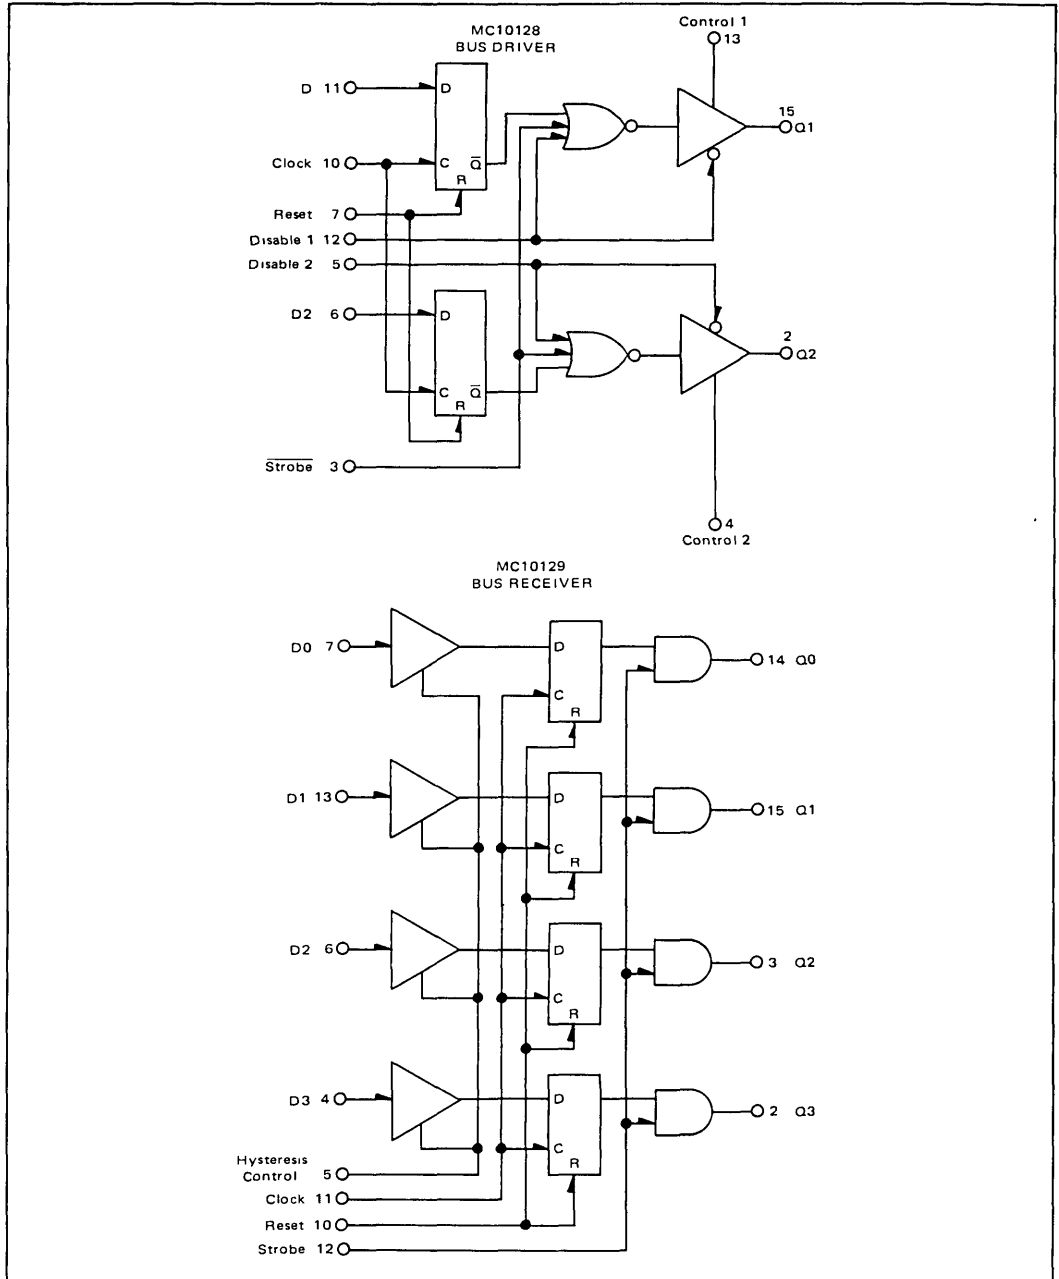 MC10128
BUS DRIVER
Control 1
13
D 11
D
15
Q1
Clock 10
C Q̅
R
Reset 7
Disable 1 12
Disable 2 5
D2 6
D
2
Q2
C Q̅
R
S̅t̅r̅o̅b̅e̅ 3
4
Control 2
MC10129
BUS RECEIVER
D0 7
D
14 Q0
C
R
D1 13
D
15 Q1
C
R
D2 6
D
3 Q2
C
R
D3 4
D
2 Q3
C
R
Hysteresis
Control 5
Clock 11
Reset 10
Strobe 12